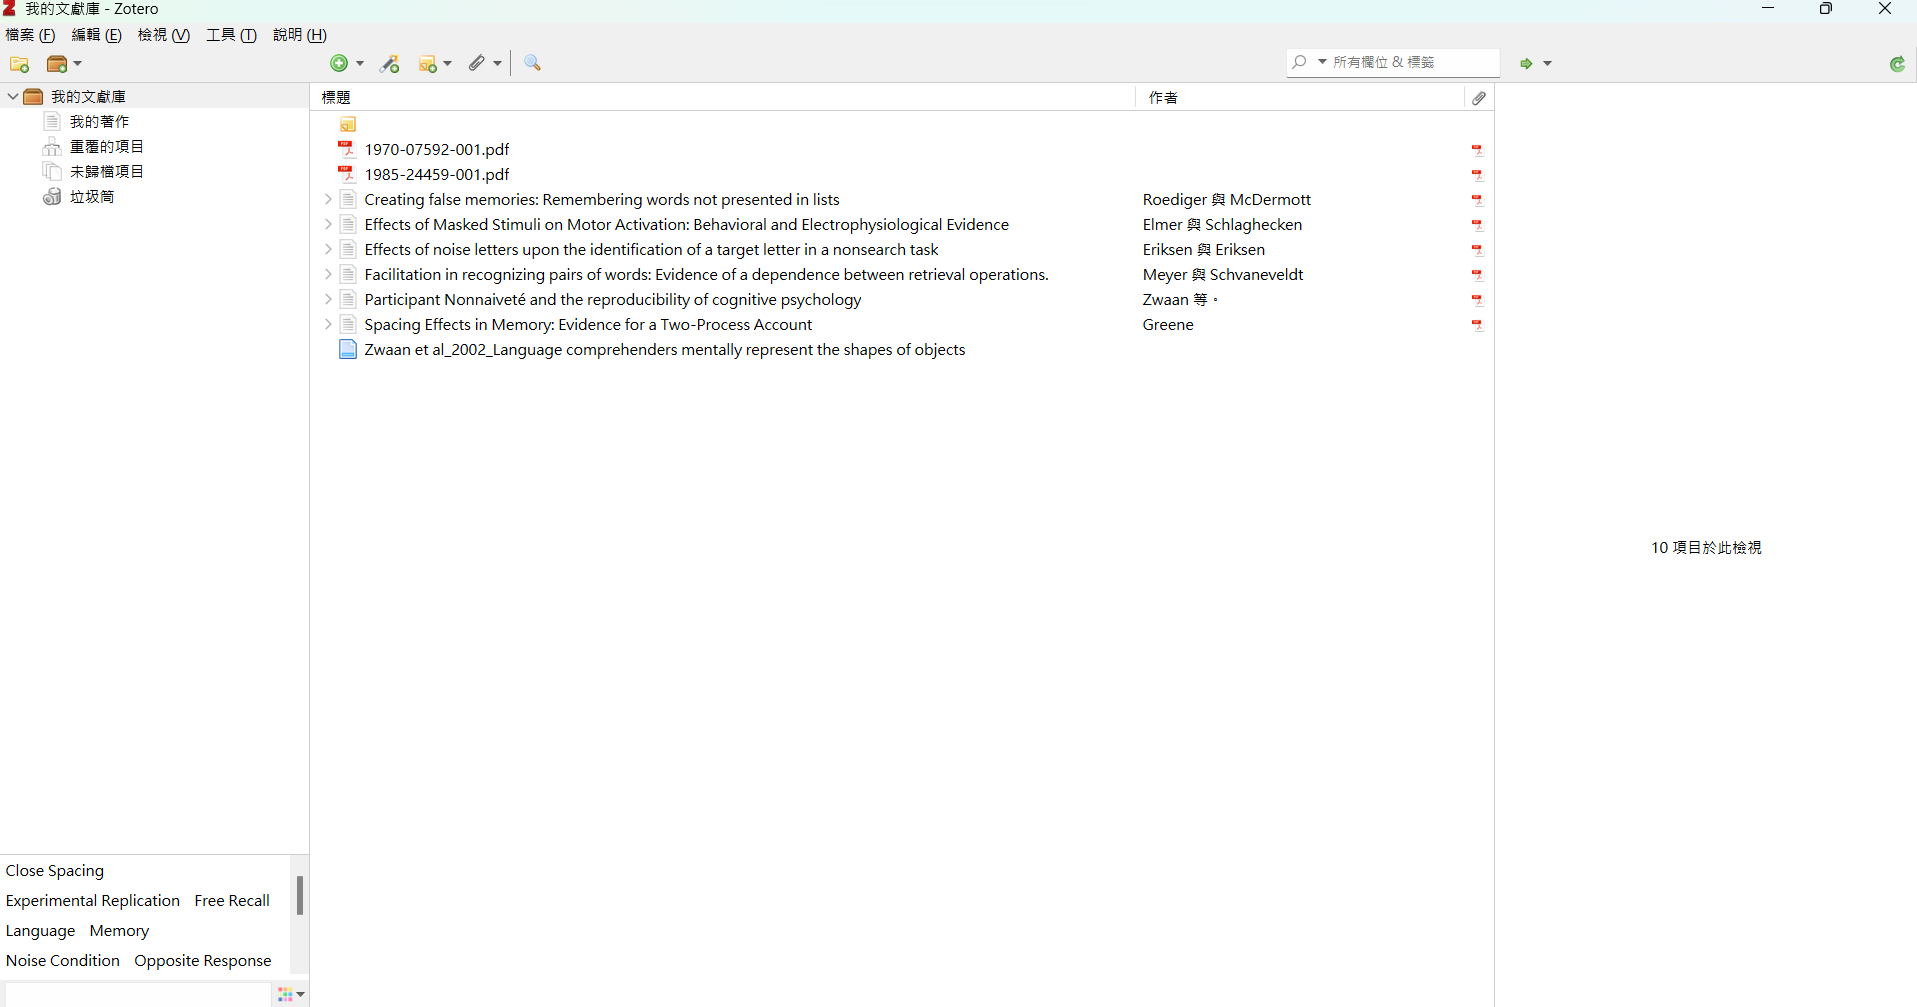 我的文獻庫 - Zotero
檔案 (F) 編輯 (E) 檢視 (V) 工具 (T) 說明 (H)
所有欄位 & 標籤
我的文獻庫
我的著作
重覆的項目
未歸檔項目
垃圾筒
標題 作者
1970-07592-001.pdf
1985-24459-001.pdf
Creating false memories: Remembering words not presented in lists Roediger 與 McDermott
Effects of Masked Stimuli on Motor Activation: Behavioral and Electrophysiological Evidence Elmer 與 Schlaghecken
Effects of noise letters upon the identification of a target letter in a nonsearch task Eriksen 與 Eriksen
Facilitation in recognizing pairs of words: Evidence of a dependence between retrieval operations. Meyer 與 Schvaneveldt
Participant Nonnaiveté and the reproducibility of cognitive psychology Zwaan 等。
Spacing Effects in Memory: Evidence for a Two-Process Account Greene
Zwaan et al_2002_Language comprehenders mentally represent the shapes of objects
10 項目於此檢視
Close Spacing
Experimental Replication Free Recall
Language Memory
Noise Condition Opposite Response